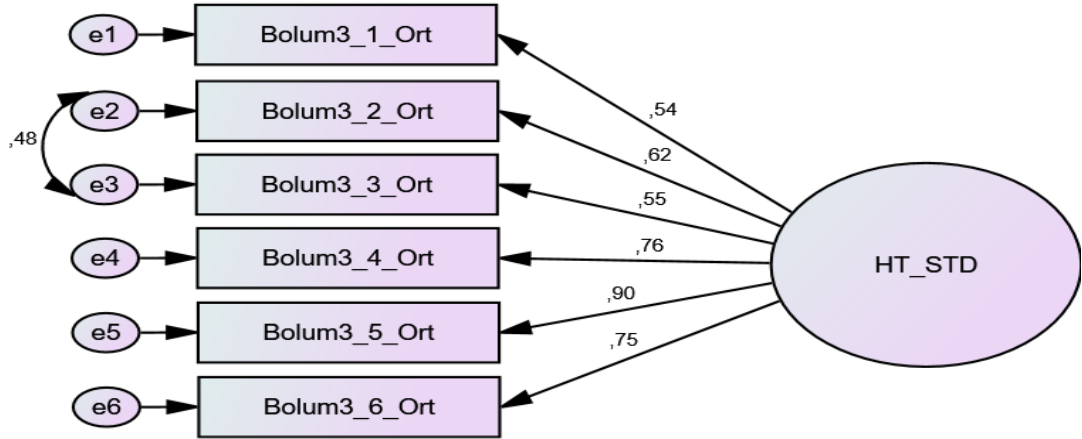 e1
Bolum3_1_Ort
,54
e2
Bolum3_2_Ort
,62
,48
e3
Bolum3_3_Ort
,55
e4
Bolum3_4_Ort
,76
HT_STD
e5
Bolum3_5_Ort
,90
e6
Bolum3_6_Ort
,75